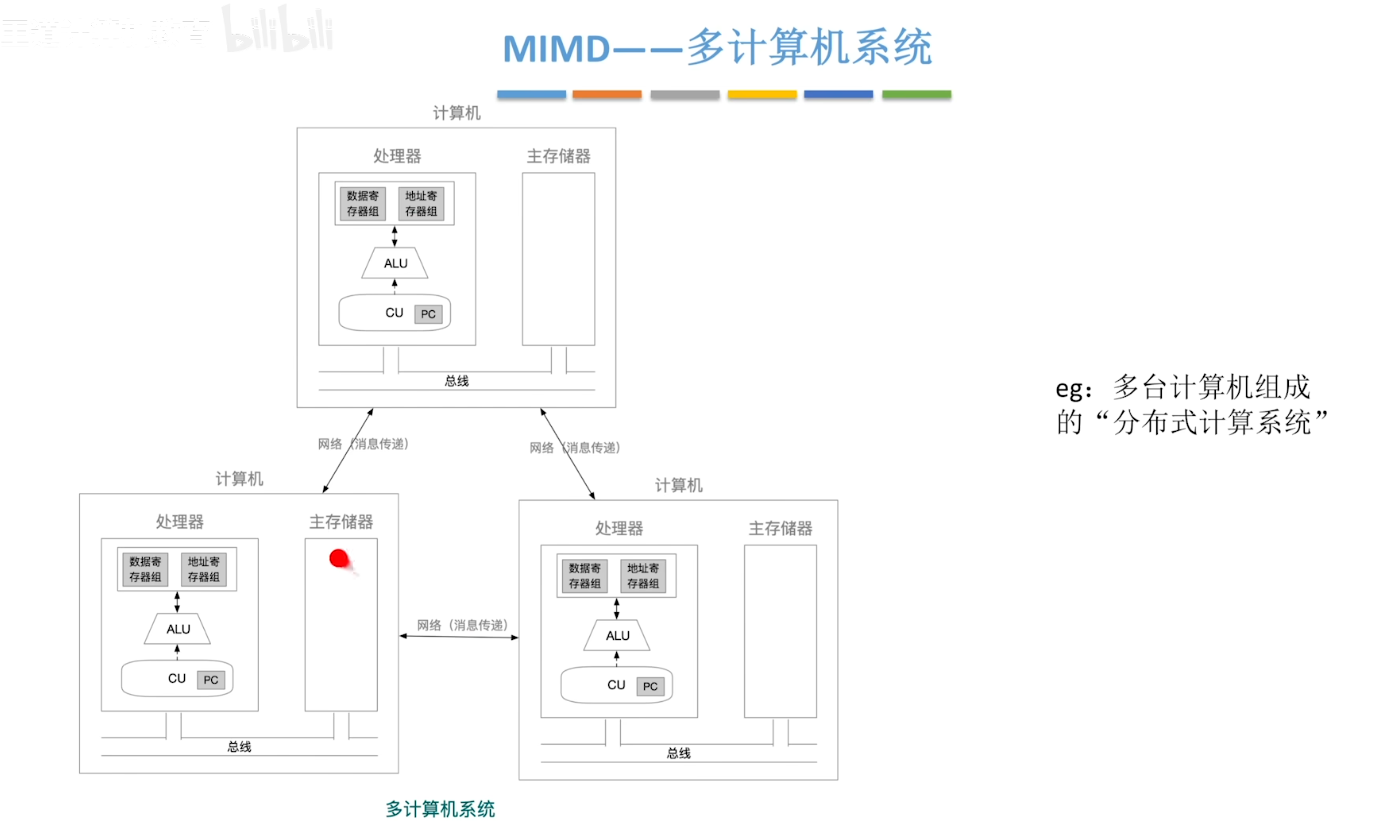 bilibili
MIMD——多计算机系统
计算机
处理器
主存储器
数据寄
存器组
地址寄
存器组
ALU
CU
PC
总线
网络（消息传递）
网络（消息传递）
计算机
处理器
主存储器
数据寄
存器组
地址寄
存器组
ALU
CU
PC
总线
网络（消息传递）
计算机
处理器
主存储器
数据寄
存器组
地址寄
存器组
ALU
CU
PC
总线
多计算机系统
eg：多台计算机组成
的“分布式计算系统”